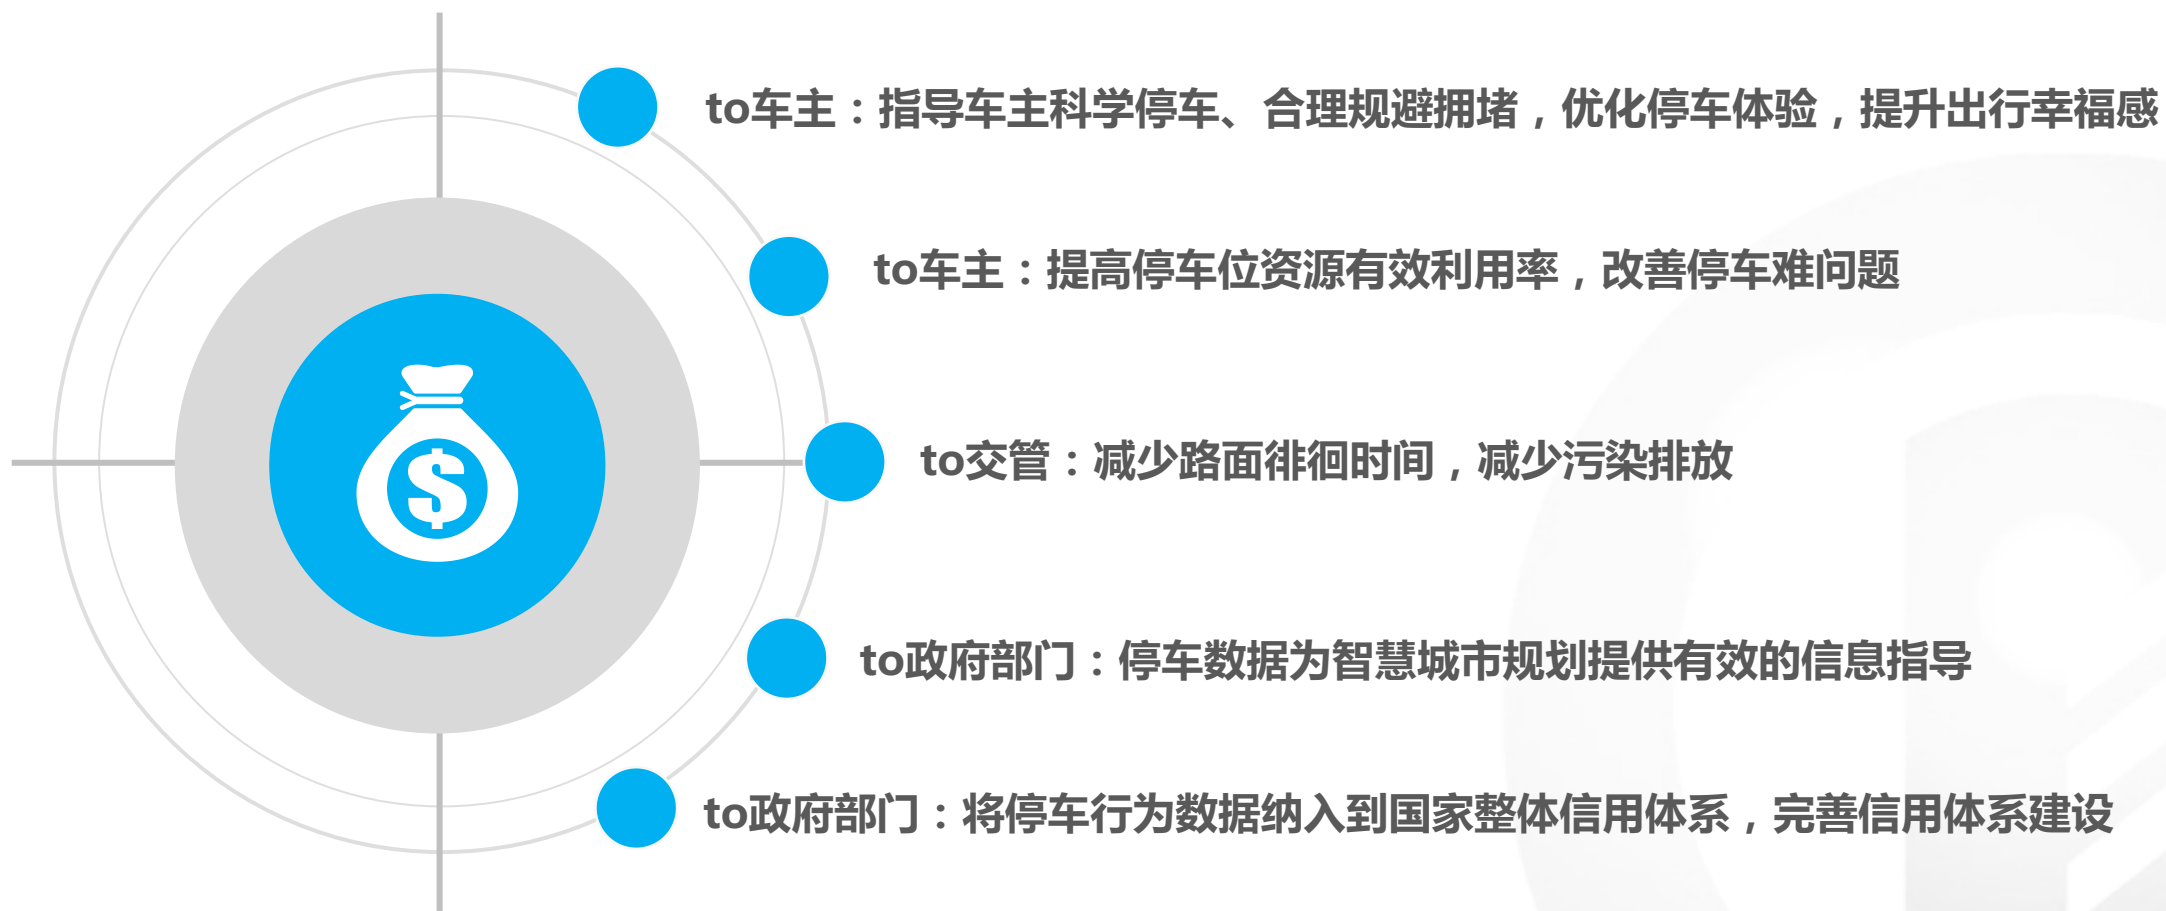 to车主：指导车主科学停车、合理规避拥堵，优化停车体验，提升出行幸福感
to车主：提高停车位资源有效利用率，改善停车难问题
to交管：减少路面徘徊时间，减少污染排放
to政府部门：停车数据为智慧城市规划提供有效的信息指导
to政府部门：将停车行为数据纳入到国家整体信用体系，完善信用体系建设
$